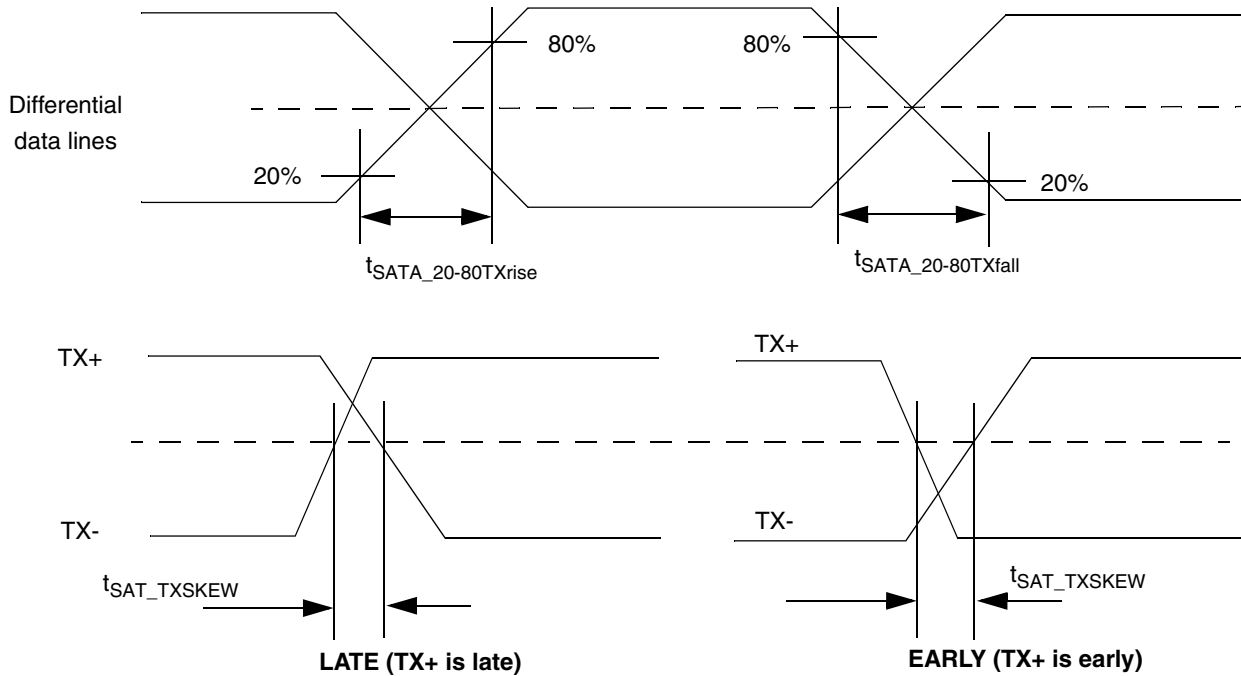 80%
80%
Differential
data lines
20%
20%
tSATA_20-80TXrise
tSATA_20-80TXfall
TX+
TX+
TX-
TX-
tSAT_TXSKEW
tSAT_TXSKEW
LATE (TX+ is late)
EARLY (TX+ is early)